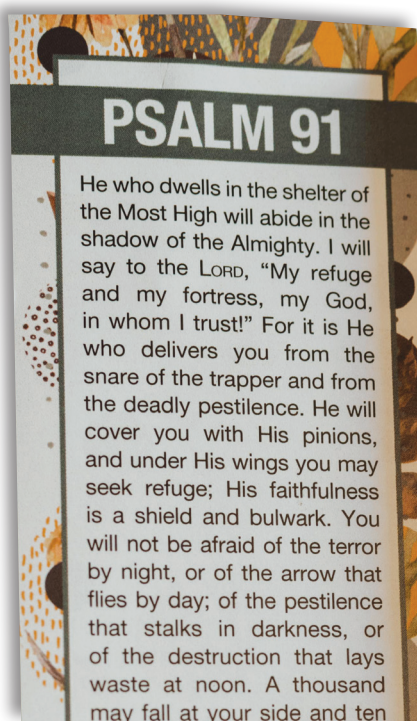 PSALM 91
He who dwells in the shelter of
the Most High will abide in the
shadow of the Almighty. I will
say to the LORD, “My refuge
and my fortress, my God,
in whom I trust!” For it is He
who delivers you from the
snare of the trapper and from
the deadly pestilence. He will
cover you with His pinions,
and under His wings you may
seek refuge; His faithfulness
is a shield and bulwark. You
will not be afraid of the terror
by night, or of the arrow that
flies by day; of the pestilence
that stalks in darkness, or
of the destruction that lays
waste at noon. A thousand
may fall at your side and ten